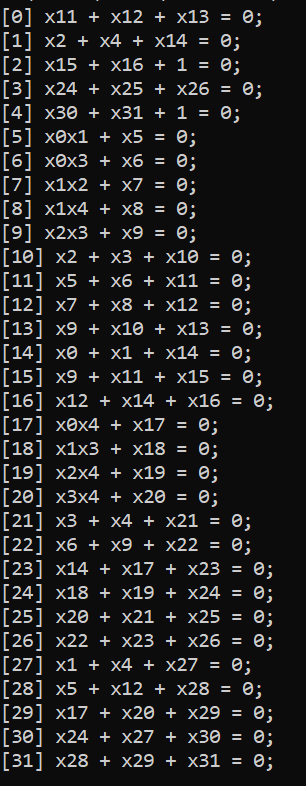 [0] x11 + x12 + x13 = 0;
[1] x2 + x4 + x14 = 0;
[2] x15 + x16 + 1 = 0;
[3] x24 + x25 + x26 = 0;
[4] x30 + x31 + 1 = 0;
[5] x0x1 + x5 = 0;
[6] x0x3 + x6 = 0;
[7] x1x2 + x7 = 0;
[8] x1x4 + x8 = 0;
[9] x2x3 + x9 = 0;
[10] x2 + x3 + x10 = 0;
[11] x5 + x6 + x11 = 0;
[12] x7 + x8 + x12 = 0;
[13] x9 + x10 + x13 = 0;
[14] x0 + x1 + x14 = 0;
[15] x9 + x11 + x15 = 0;
[16] x12 + x14 + x16 = 0;
[17] x0x4 + x17 = 0;
[18] x1x3 + x18 = 0;
[19] x2x4 + x19 = 0;
[20] x3x4 + x20 = 0;
[21] x3 + x4 + x21 = 0;
[22] x6 + x9 + x22 = 0;
[23] x14 + x17 + x23 = 0;
[24] x18 + x19 + x24 = 0;
[25] x20 + x21 + x25 = 0;
[26] x22 + x23 + x26 = 0;
[27] x1 + x4 + x27 = 0;
[28] x5 + x12 + x28 = 0;
[29] x17 + x20 + x29 = 0;
[30] x24 + x27 + x30 = 0;
[31] x28 + x29 + x31 = 0;